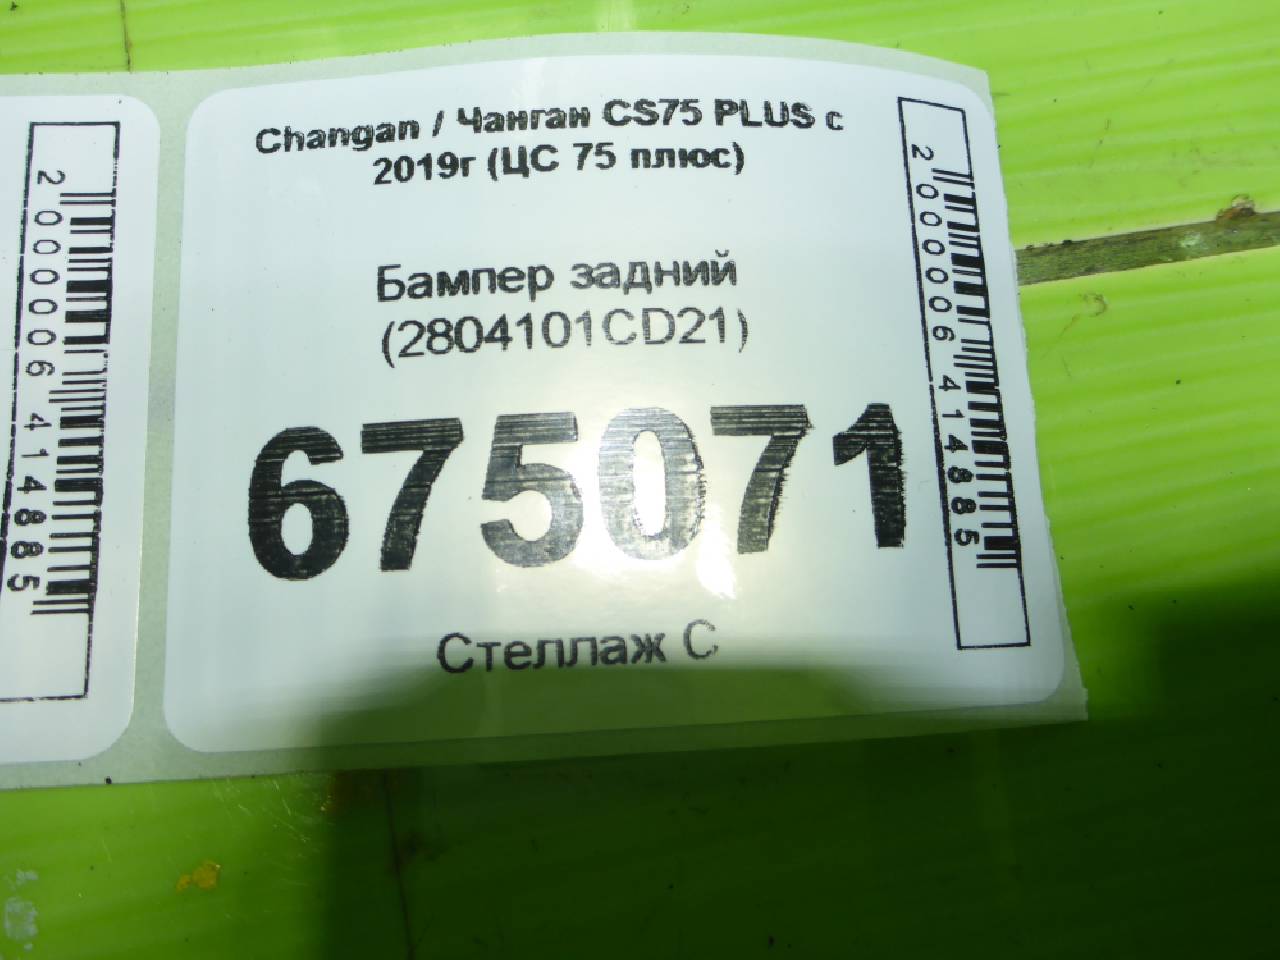 2000006414885
Changan / Чанган CS75 PLUS с
2019г (ЦС 75 плюс)
Бампер задний
(2804101CD21)
675071
Стеллаж С
2000006414885